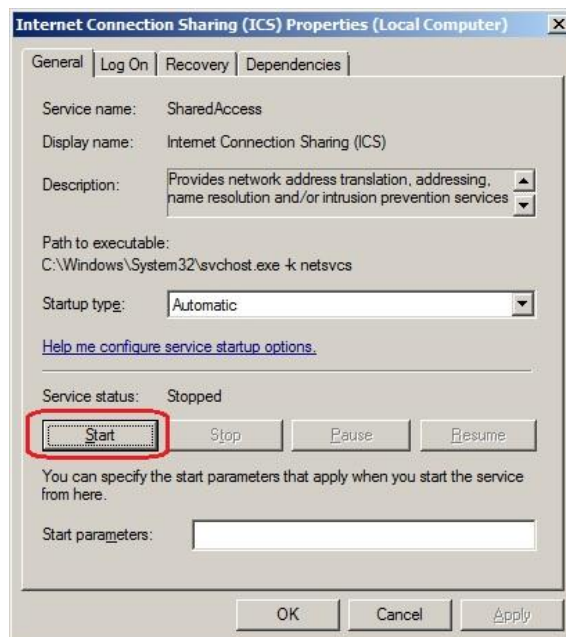 Internet Connection Sharing (ICS) Properties (Local Computer)
General Log On Recovery Dependencies
Service name: SharedAccess
Display name: Internet Connection Sharing (ICS)
Description: Provides network address translation, addressing,
name resolution and/or intrusion prevention services
Path to executable:
C:\Windows\System32\svchost.exe -k netsvcs
Startup type: Automatic
Help me configure service startup options.
Service status: Stopped
Start Stop Pause Resume
You can specify the start parameters that apply when you start the service
from here.
Start parameters:
OK Cancel Apply